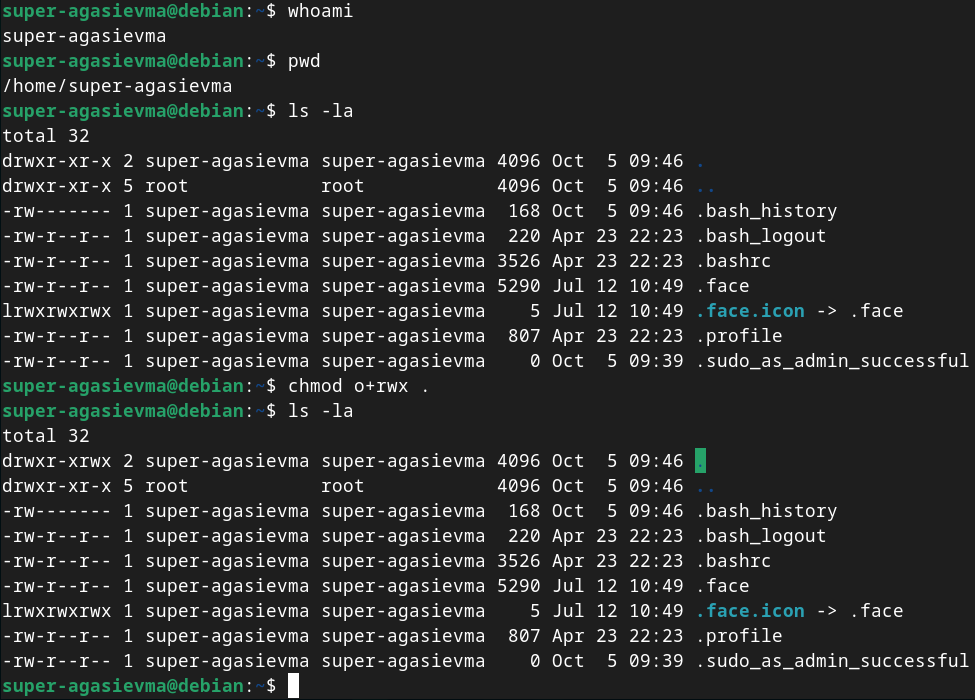 super-agasievma@debian:~$ whoami
super-agasievma
super-agasievma@debian:~$ pwd
/home/super-agasievma
super-agasievma@debian:~$ ls -la
total 32
drwxr-xr-x 2 super-agasievma super-agasievma 4096 Oct  5 09:46 .
drwxr-xr-x 5 root            root            4096 Oct  5 09:46 ..
-rw------- 1 super-agasievma super-agasievma  168 Oct  5 09:46 .bash_history
-rw-r--r-- 1 super-agasievma super-agasievma  220 Apr 23 22:23 .bash_logout
-rw-r--r-- 1 super-agasievma super-agasievma 3526 Apr 23 22:23 .bashrc
-rw-r--r-- 1 super-agasievma super-agasievma 5290 Jul 12 10:49 .face
lrwxrwxrwx 1 super-agasievma super-agasievma    5 Jul 12 10:49 .face.icon -> .face
-rw-r--r-- 1 super-agasievma super-agasievma  807 Apr 23 22:23 .profile
-rw-r--r-- 1 super-agasievma super-agasievma    0 Oct  5 09:39 .sudo_as_admin_successful
super-agasievma@debian:~$ chmod o+rwx .
super-agasievma@debian:~$ ls -la
total 32
drwxr-xrwx 2 super-agasievma super-agasievma 4096 Oct  5 09:46 .
drwxr-xr-x 5 root            root            4096 Oct  5 09:46 ..
-rw------- 1 super-agasievma super-agasievma  168 Oct  5 09:46 .bash_history
-rw-r--r-- 1 super-agasievma super-agasievma  220 Apr 23 22:23 .bash_logout
-rw-r--r-- 1 super-agasievma super-agasievma 3526 Apr 23 22:23 .bashrc
-rw-r--r-- 1 super-agasievma super-agasievma 5290 Jul 12 10:49 .face
lrwxrwxrwx 1 super-agasievma super-agasievma    5 Jul 12 10:49 .face.icon -> .face
-rw-r--r-- 1 super-agasievma super-agasievma  807 Apr 23 22:23 .profile
-rw-r--r-- 1 super-agasievma super-agasievma    0 Oct  5 09:39 .sudo_as_admin_successful
super-agasievma@debian:~$